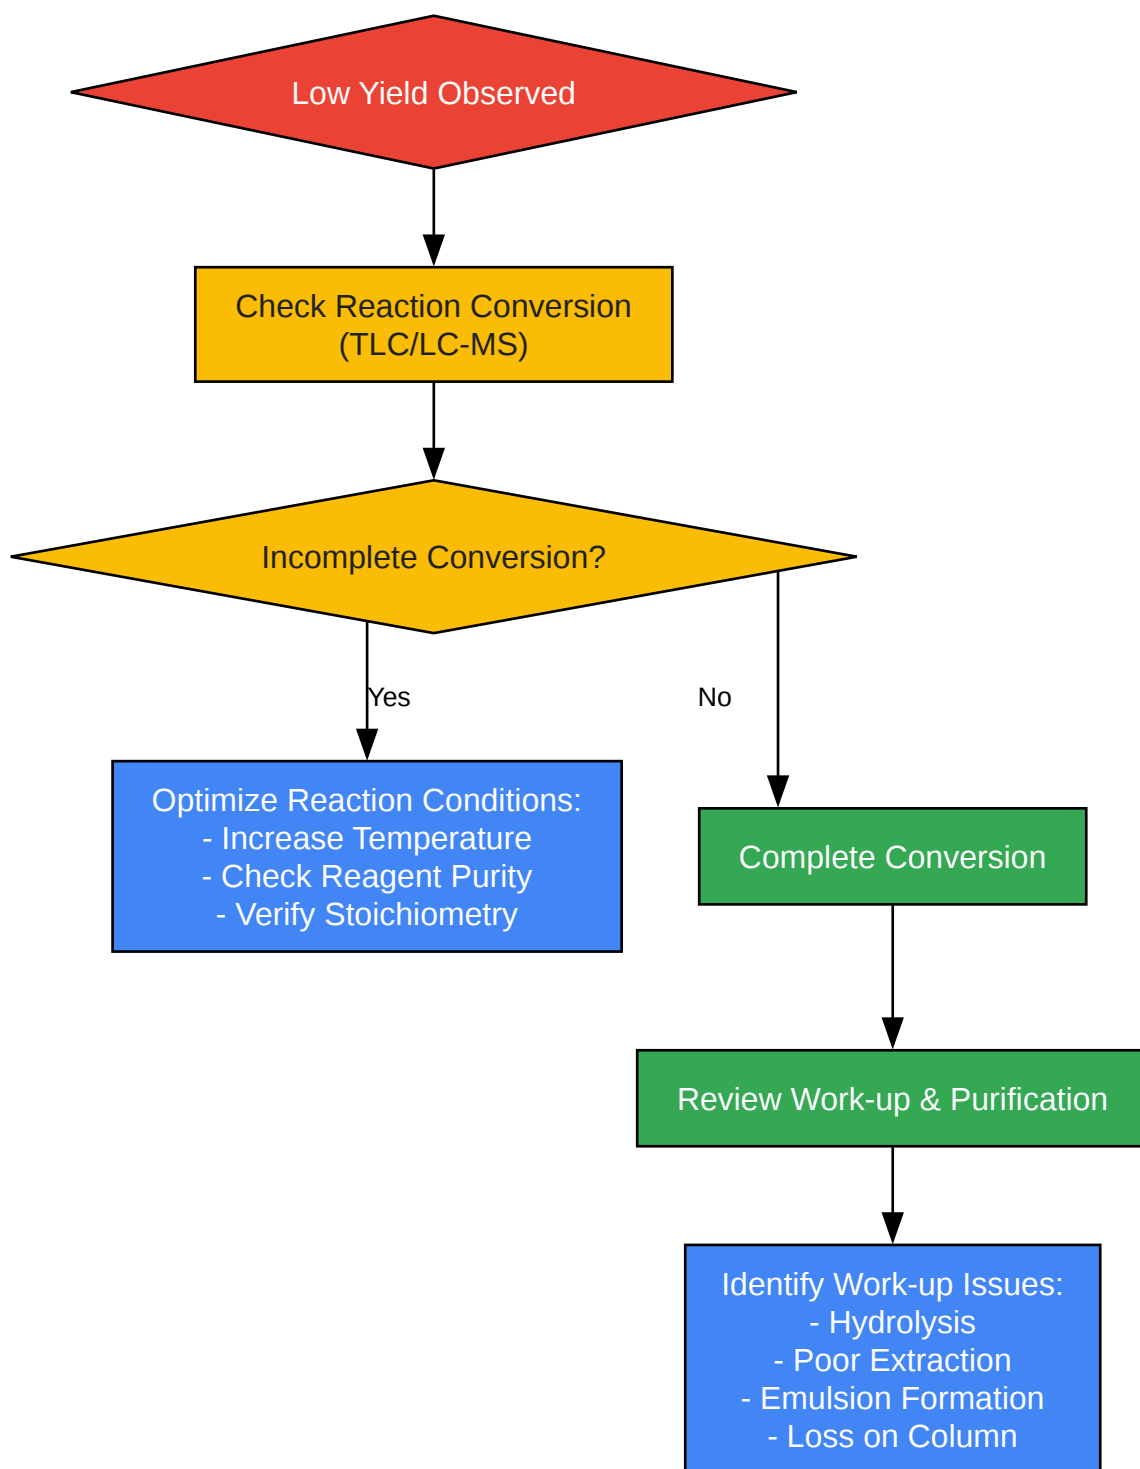 Low Yield Observed
Check Reaction Conversion
(TLC/LC-MS)
Incomplete Conversion?
Yes
No
Optimize Reaction Conditions:
- Increase Temperature
- Check Reagent Purity
- Verify Stoichiometry
Complete Conversion
Review Work-up & Purification
Identify Work-up Issues:
- Hydrolysis
- Poor Extraction
- Emulsion Formation
- Loss on Column